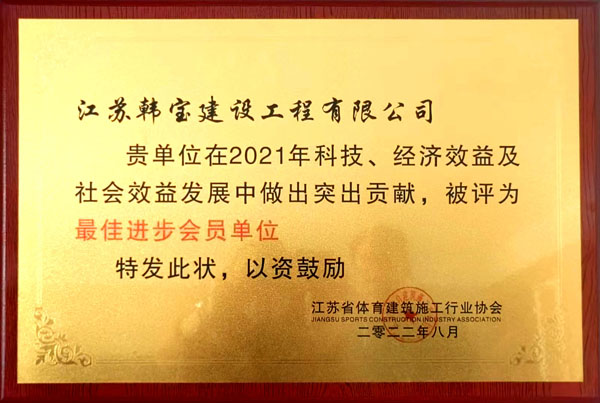 江苏韩宝建设工程有限公司
贵单位在2021年科技、经济效益及
社会效益发展中做出突出贡献，被评为
最佳进步会员单位
特发此状，以资鼓励
江苏省体育建筑施工行业协会
JIANGSU SPORTS CONSTRUCTION INDUSTRY ASSOCIATION
二零二二年八月